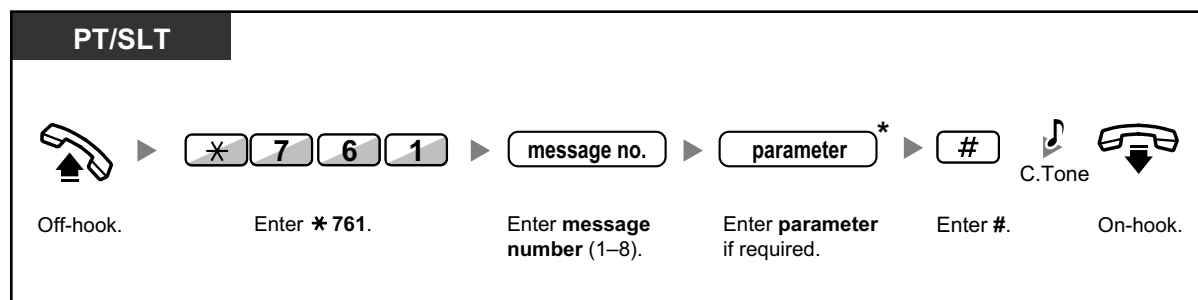 PT/SLT
✳ 7 6 1 message no. parameter * #
C.Tone
Off-hook. Enter ✳ 761. Enter message number (1–8). Enter parameter if required. Enter #. On-hook.